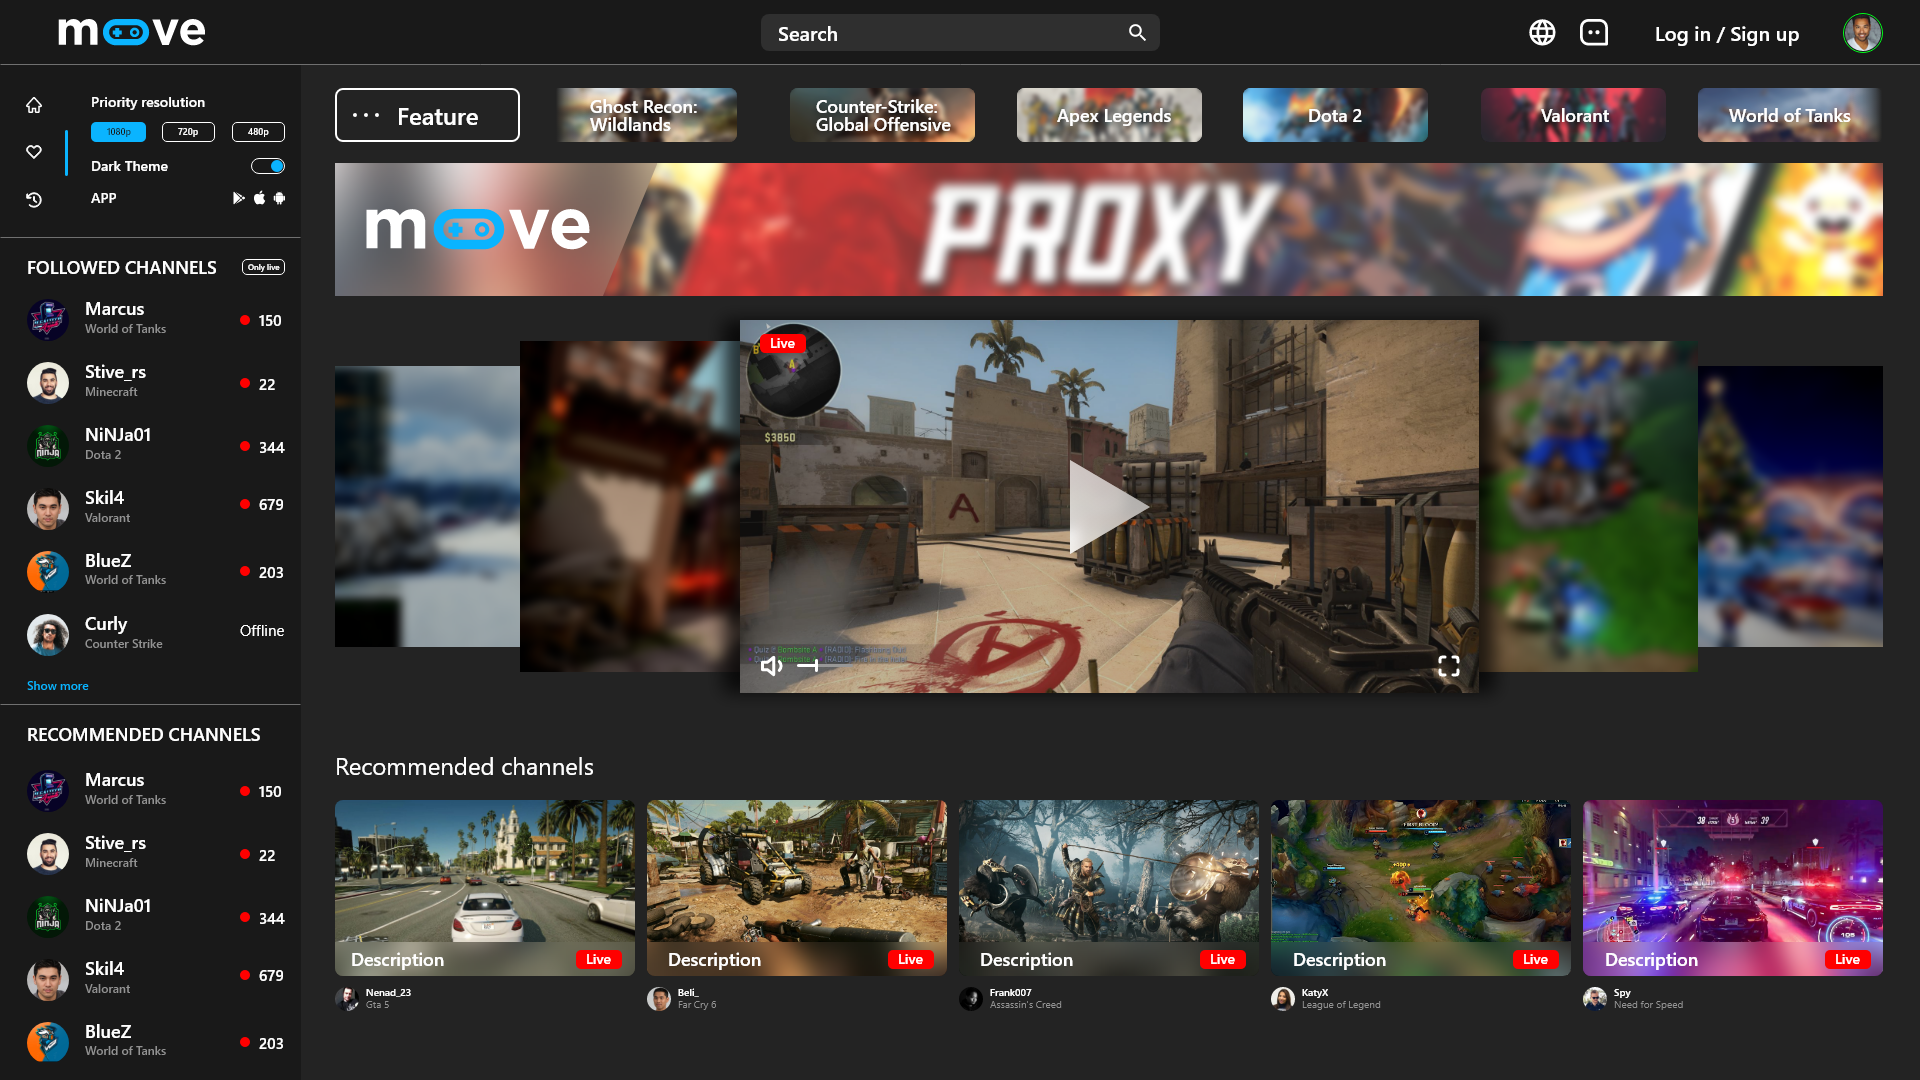 move
Search
Log in / Sign up
Priority resolution
1080p 720p 480p
Dark Theme
APP
FOLLOWED CHANNELS
Only live
Marcus
World of Tanks
150
Stive_rs
Minecraft
22
NiNJa01
Dota 2
344
Skil4
Valorant
679
BlueZ
World of Tanks
203
Curly
Counter Strike
Offline
Show more
RECOMMENDED CHANNELS
Marcus
World of Tanks
150
Stive_rs
Minecraft
22
NiNJa01
Dota 2
344
Skil4
Valorant
679
BlueZ
World of Tanks
203
Feature
Ghost Recon:
Wildlands
Counter-Strike:
Global Offensive
Apex Legends
Dota 2
Valorant
World of Tanks
move
PROXY
Live
B
A
$3850
A
A
Recommended channels
Description
Live
Nenad_23
Gta 5
Description
Live
Beli_
Far Cry 6
Description
Live
Frank007
Assassin's Creed
FIRST BLOOD!
Description
Live
KatyX
League of Legend
38
39
105
Description
Live
Spy
Need for Speed